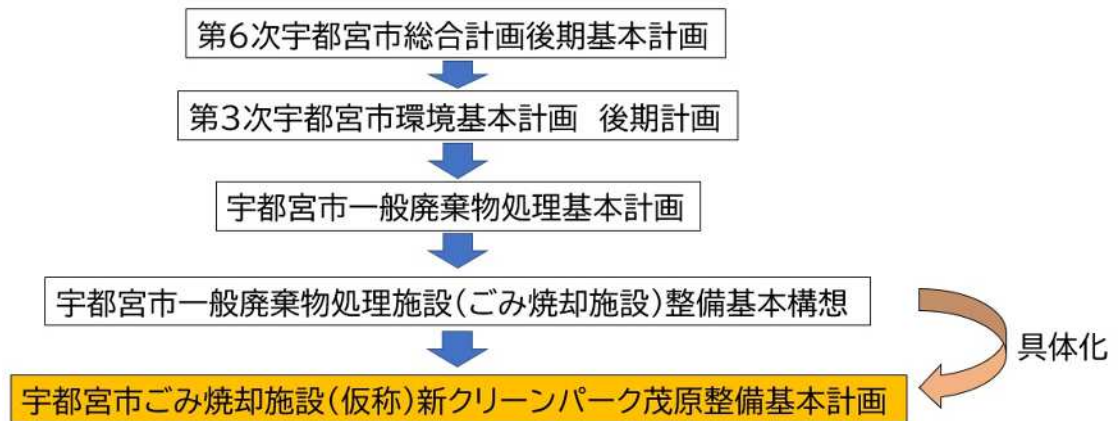 第6次宇都宮市総合計画後期基本計画
第3次宇都宮市環境基本計画　後期計画
宇都宮市一般廃棄物処理基本計画
宇都宮市一般廃棄物処理施設(ごみ焼却施設)整備基本構想
具体化
宇都宮市ごみ焼却施設(仮称)新クリーンパーク茂原整備基本計画